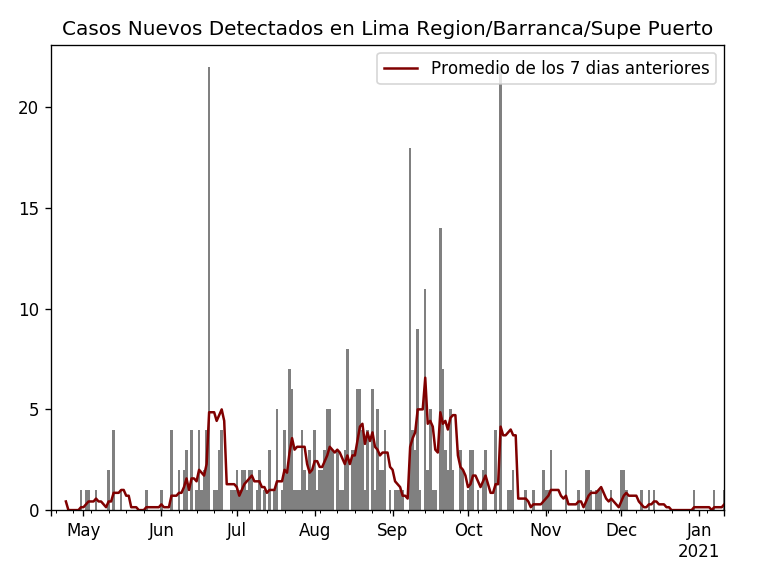 Casos Nuevos Detectados en Lima Region/Barranca/Supe Puerto
Promedio de los 7 dias anteriores
20
15
10
5
0
May Jun Jul Aug Sep Oct Nov Dec Jan
2021